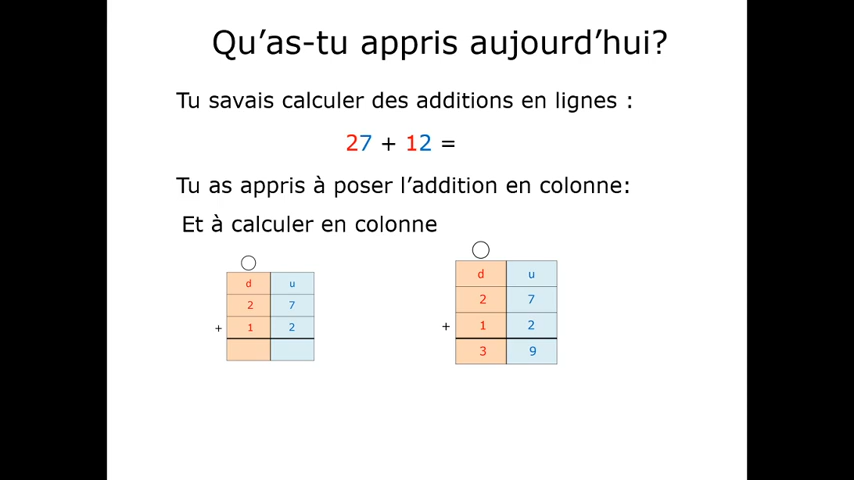 Qu’as-tu appris aujourd’hui?
Tu savais calculer des additions en lignes :
27 + 12 =
Tu as appris à poser l’addition en colonne:
Et à calculer en colonne
d u
2 7
+ 1 2
d u
2 7
+ 1 2
3 9